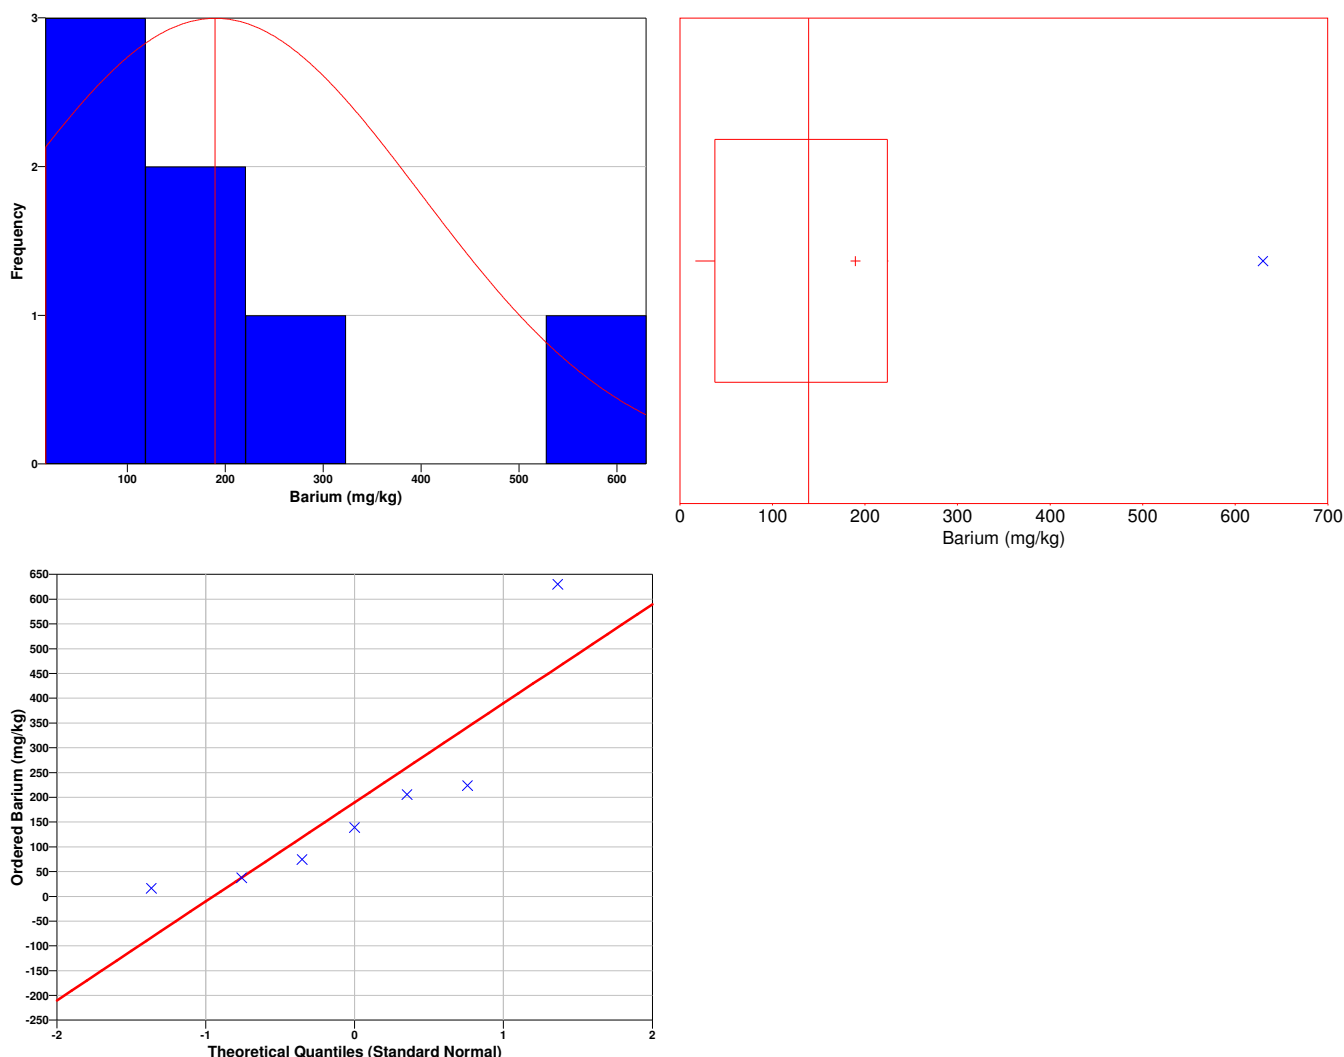 3
2
1
0
Frequency
100 200 300 400 500 600
Barium (mg/kg)
0 100 200 300 400 500 600 700
Barium (mg/kg)
650
600
550
500
450
400
350
300
250
200
150
100
50
0
-50
-100
-150
-200
-250
Ordered Barium (mg/kg)
-2 -1 0 1 2
Theoretical Quantiles (Standard Normal)